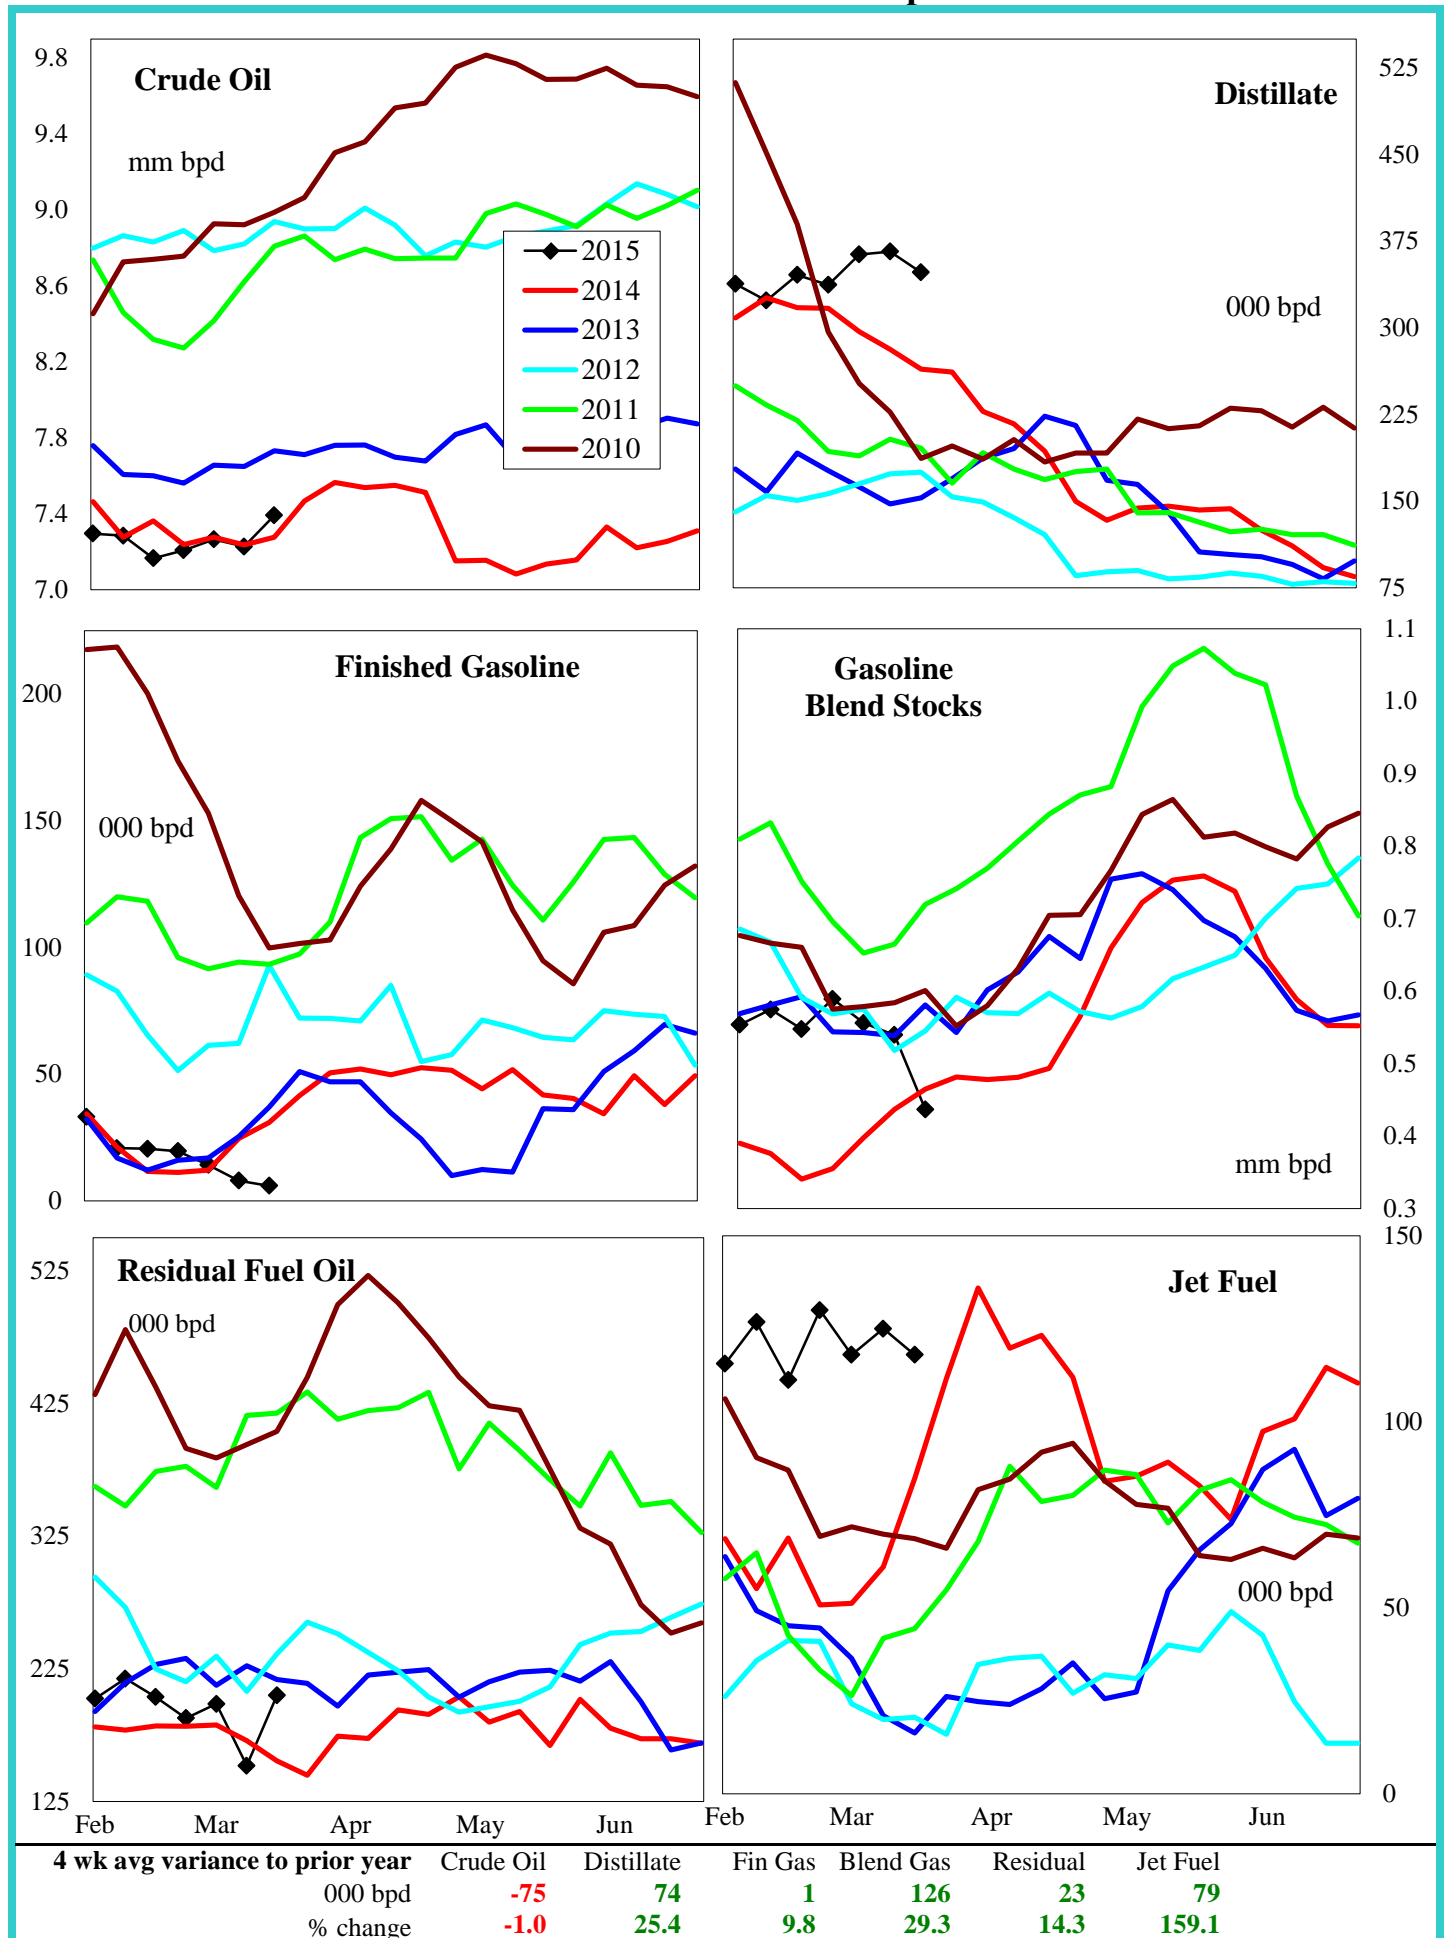 Crude Oil
mm bpd
9.8
9.4
9.0
8.6
8.2
7.8
7.4
7.0
2015
2014
2013
2012
2011
2010
Distillate
000 bpd
525
450
375
300
225
150
75
Finished Gasoline
000 bpd
200
150
100
50
0
Gasoline
Blend Stocks
mm bpd
1.1
1.0
0.9
0.8
0.7
0.6
0.5
0.4
0.3
Residual Fuel Oil
000 bpd
525
425
325
225
125
Feb Mar Apr May Jun
Jet Fuel
000 bpd
150
100
50
0
Feb Mar Apr May Jun
4 wk avg variance to prior year Crude Oil Distillate Fin Gas Blend Gas Residual Jet Fuel
000 bpd -75 74 1 126 23 79
% change -1.0 25.4 9.8 29.3 14.3 159.1